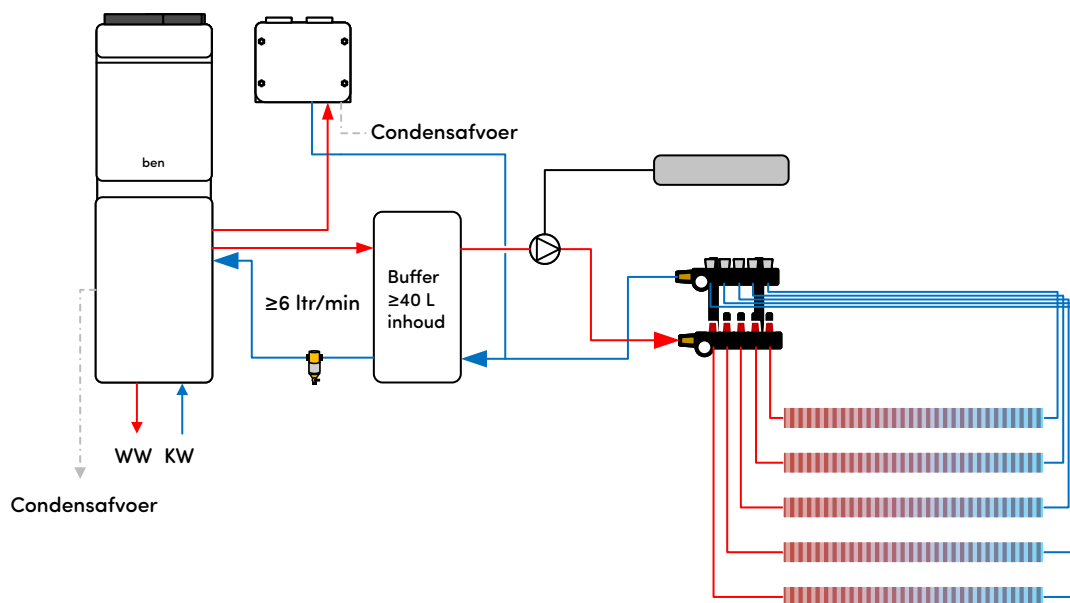 Condensafvoer
ben
Buffer
≥40 L
inhoud
≥6 ltr/min
WW KW
Condensafvoer